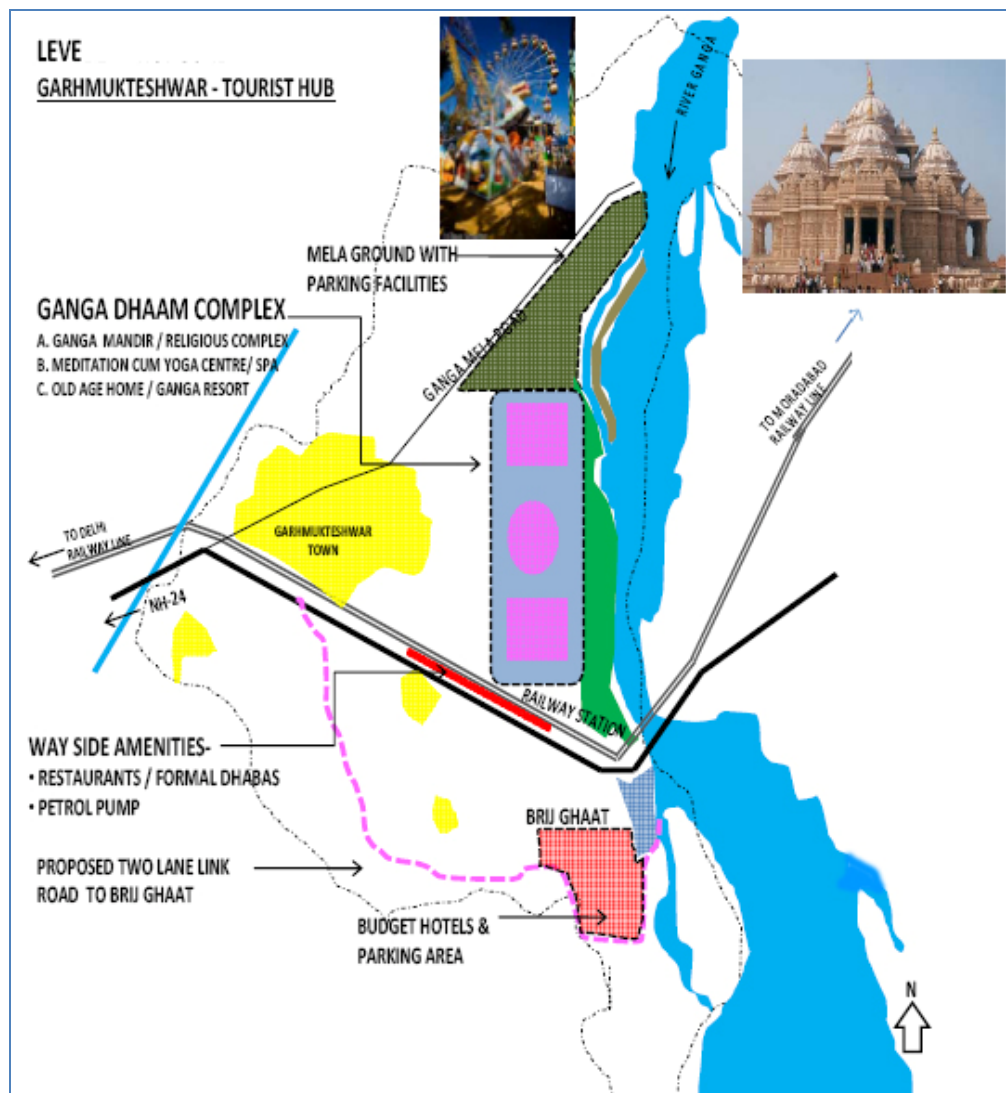 LEVE
GARHMUKTESHWAR - TOURIST HUB
RIVER GANGA
MELA GROUND WITH
PARKING FACILITIES
GANGA DHAAM COMPLEX
A. GANGA MANDIR / RELIGIOUS COMPLEX
B. MEDITATION CUM YOGA CENTRE/ SPA
C. OLD AGE HOME / GANGA RESORT
GANGA MELA ROAD
TO MORADABAD
RAILWAY LINE
TO DELHI
RAILWAY LINE
GARHMUKTESHWAR
TOWN
NH-24
RAILWAY STATION
WAY SIDE AMENITIES-
• RESTAURANTS / FORMAL DHABAS
• PETROL PUMP
BRIJ GHAAT
PROPOSED TWO LANE LINK
ROAD TO BRIJ GHAAT
BUDGET HOTELS &
PARKING AREA
N